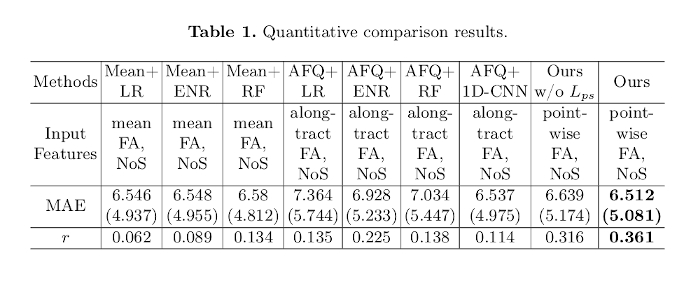 Table 1. Quantitative comparison results.
Methods Mean+ LR Mean+ ENR Mean+ RF AFQ+ LR AFQ+ ENR AFQ+ RF AFQ+ 1D-CNN Ours w/o L_ps Ours
Input Features mean FA, NoS mean FA, NoS mean FA, NoS along-tract FA, NoS along-tract FA, NoS along-tract FA, NoS along-tract FA, NoS point-wise FA, NoS point-wise FA, NoS
MAE 6.546 (4.937) 6.548 (4.955) 6.58 (4.812) 7.364 (5.744) 6.928 (5.233) 7.034 (5.447) 6.537 (4.975) 6.639 (5.174) 6.512 (5.081)
r 0.062 0.089 0.134 0.135 0.225 0.138 0.114 0.316 0.361